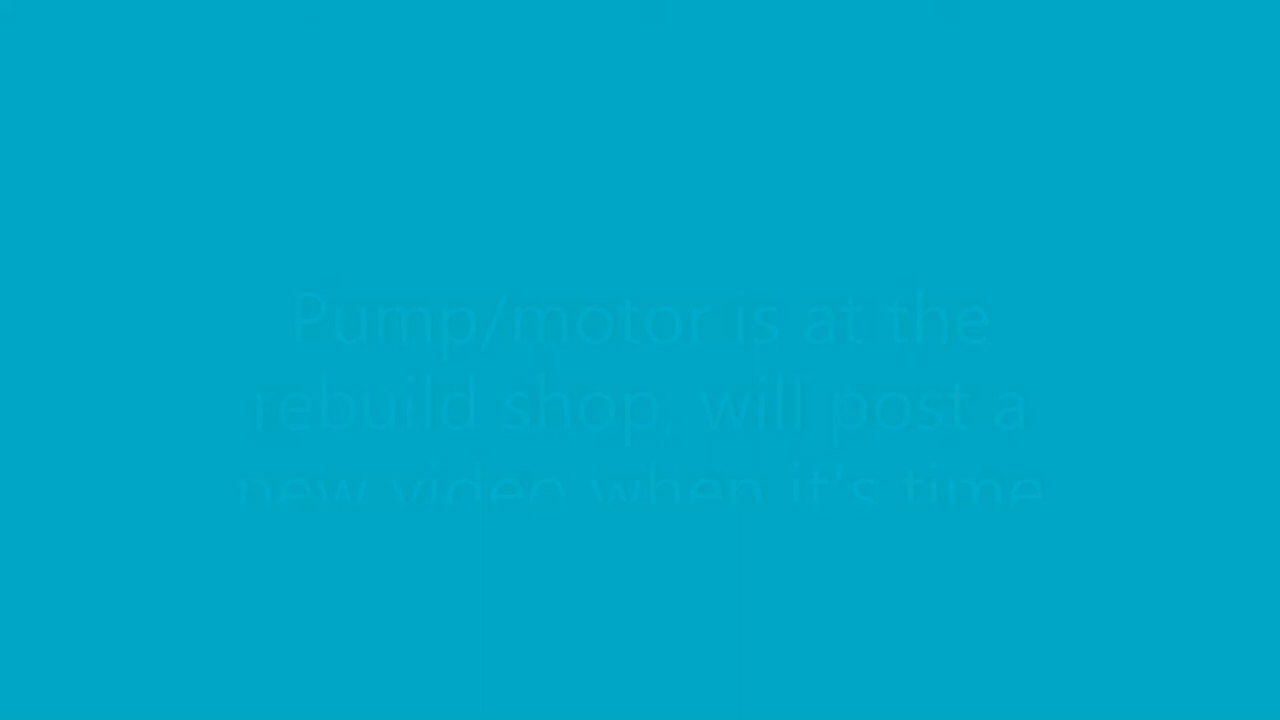 Pump/motor is at the
rebuild shop, will post a
new video when it's time